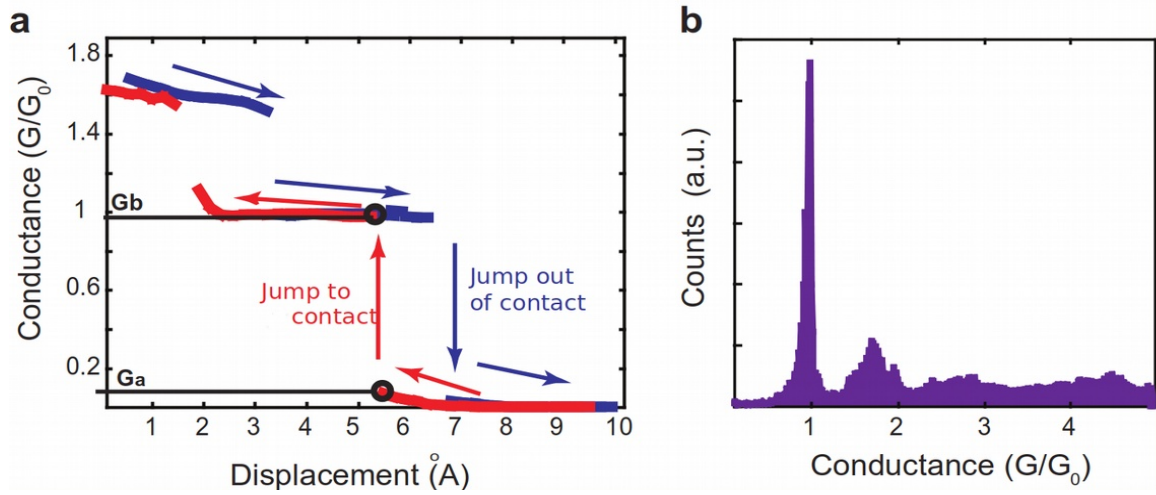 a
Conductance (G/G0)
1.8
1.4
1
0.6
0.2
Gb
Ga
Jump to
contact
Jump out
of contact
1 2 3 4 5 6 7 8 9 10
Displacement Å
(A)
b
Counts (a.u.)
1 2 3 4
Conductance (G/G0)